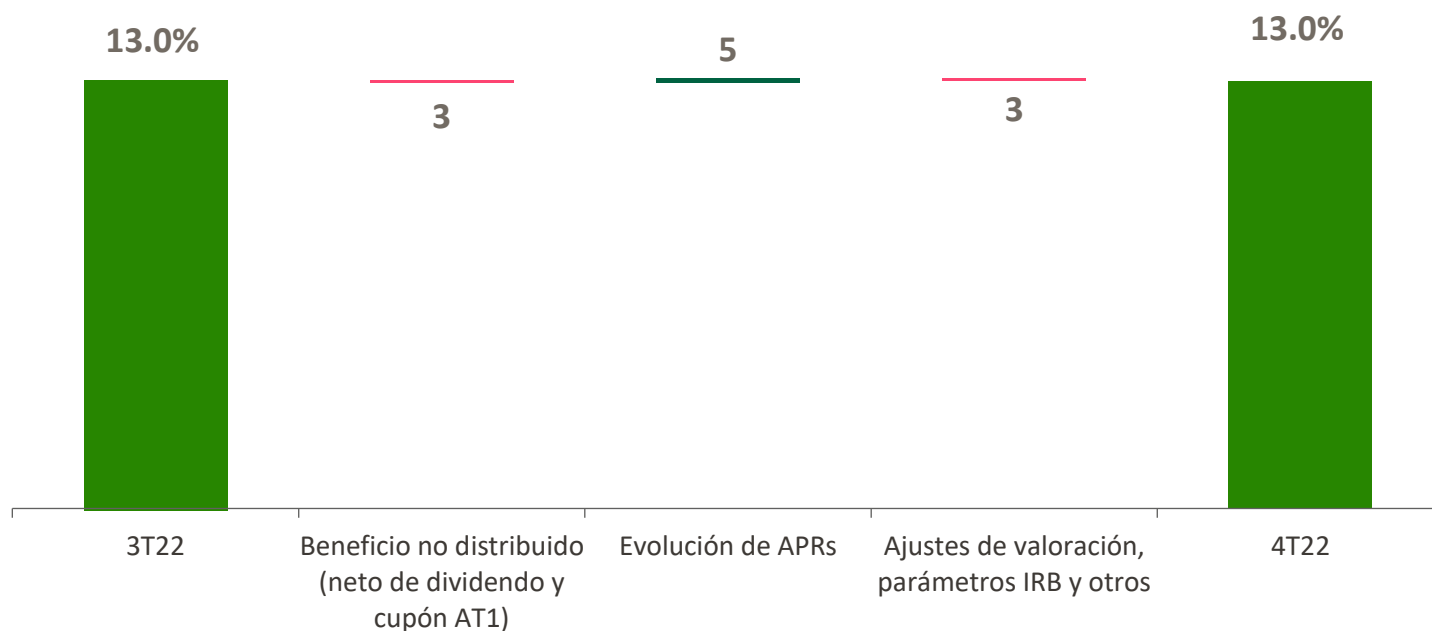 13.0%
3
5
3
13.0%
3T22
Beneficio no distribuido
(neto de dividendo y
cupón AT1)
Evolución de APRs
Ajustes de valoración,
parámetros IRB y otros
4T22